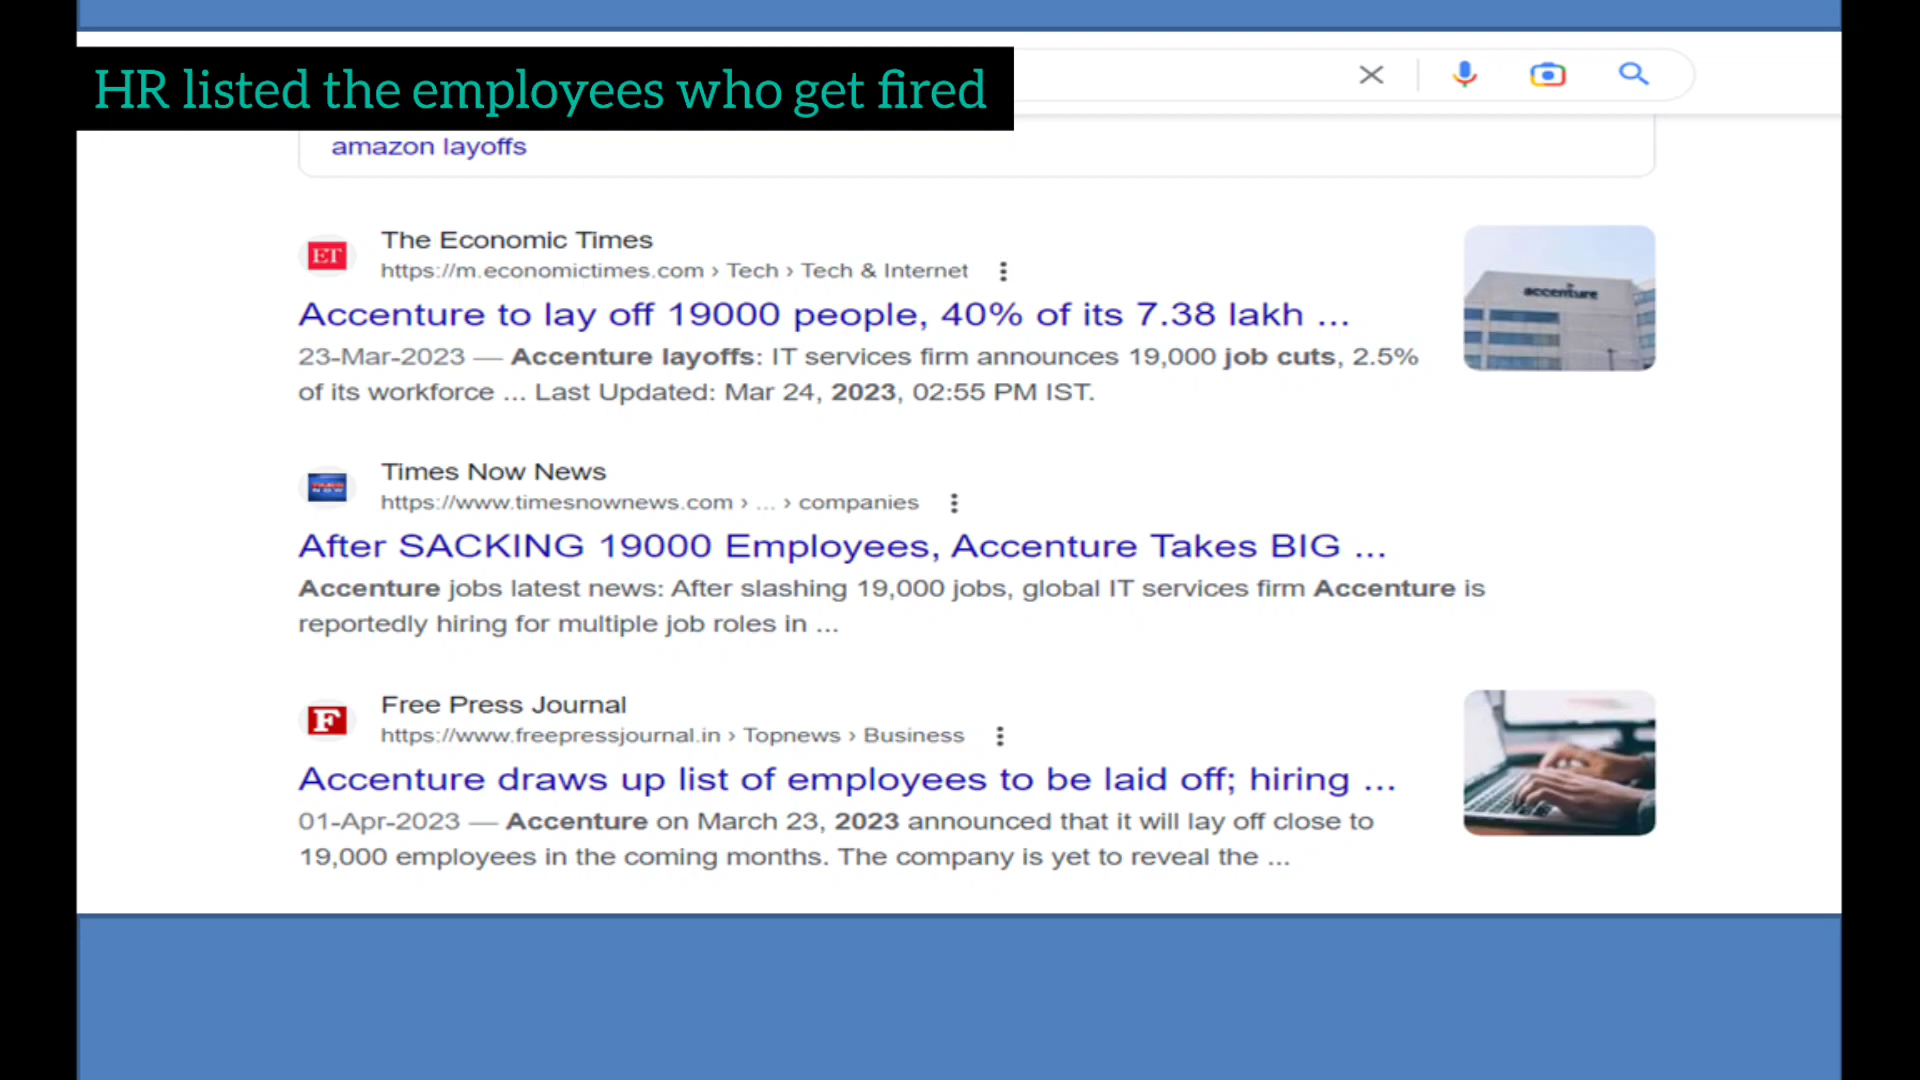 HR listed the employees who get fired
amazon layoffs
ET
The Economic Times
https://m.economictimes.com › Tech › Tech & Internet
Accenture to lay off 19000 people, 40% of its 7.38 lakh ...
23-Mar-2023 — Accenture layoffs: IT services firm announces 19,000 job cuts, 2.5%
of its workforce ... Last Updated: Mar 24, 2023, 02:55 PM IST.
accenture
TIMES NOW
Times Now News
https://www.timesnownews.com › ... › companies
After SACKING 19000 Employees, Accenture Takes BIG ...
Accenture jobs latest news: After slashing 19,000 jobs, global IT services firm Accenture is
reportedly hiring for multiple job roles in ...
F
Free Press Journal
https://www.freepressjournal.in › Topnews › Business
Accenture draws up list of employees to be laid off; hiring ...
01-Apr-2023 — Accenture on March 23, 2023 announced that it will lay off close to
19,000 employees in the coming months. The company is yet to reveal the ...